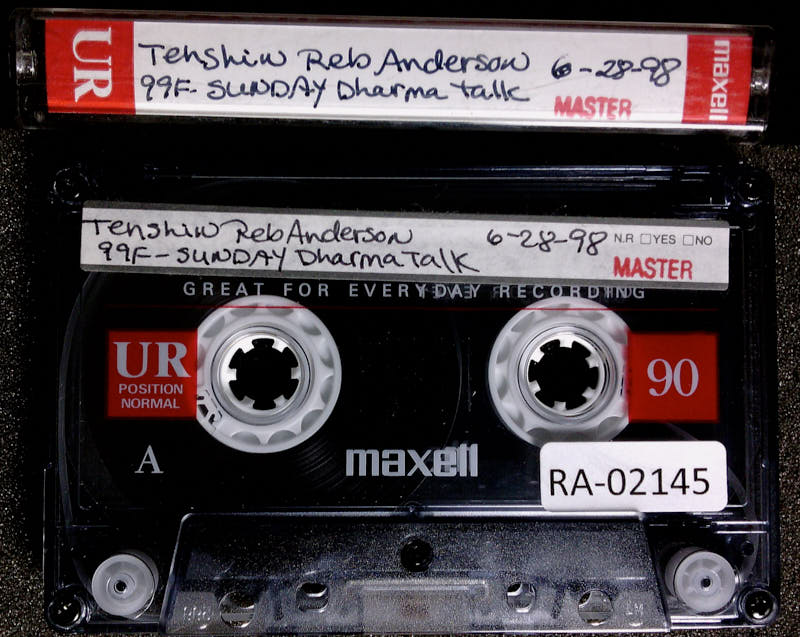 UR
Tenshin Reb Anderson 6-28-98
99F- SUNDAY Dharma Talk
MASTER
maxell
Tenshin Reb Anderson 6-28-98 N.R □YES □NO
99F- SUNDAY Dharma Talk MASTER
GREAT FOR EVERYDAY RECORDING
UR
POSITION
NORMAL
90
A
maxell
RA-02145